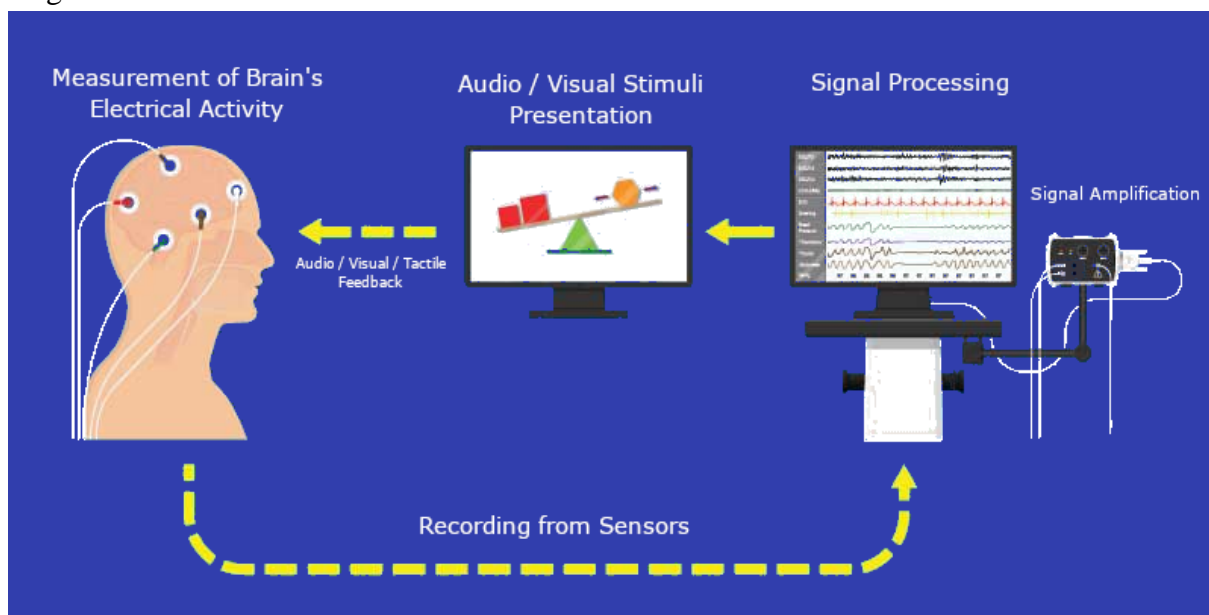 Measurement of Brain's
Electrical Activity
Audio / Visual Stimuli
Presentation
Signal Processing
Signal Amplification
Audio / Visual / Tactile
Feedback
Recording from Sensors